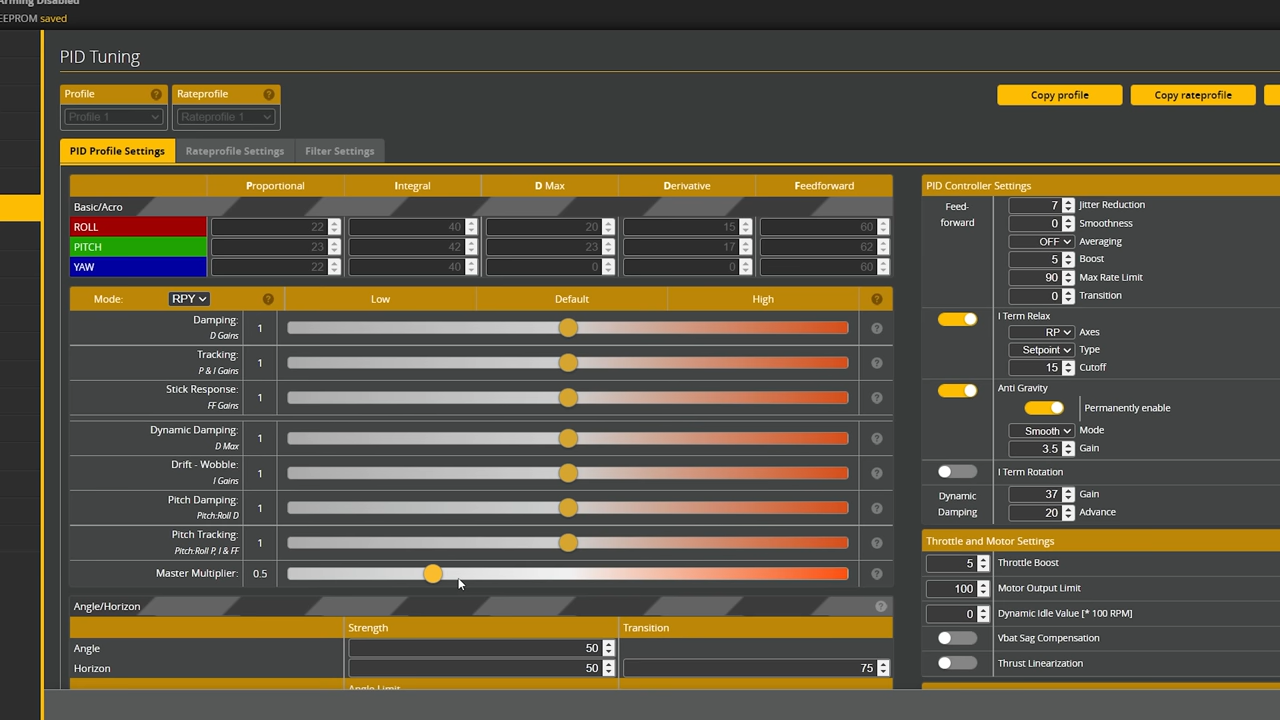 Arming Disabled
EEPROM saved
PID Tuning
Profile
Rateprofile
Profile 1
Rateprofile 1
Copy profile
Copy rateprofile
PID Profile Settings
Rateprofile Settings
Filter Settings
Proportional Integral D Max Derivative Feedforward
Basic/Acro
ROLL 22 40 20 15 60
PITCH 23 42 23 17 62
YAW 22 40 0 0 60
Mode: RPY ? Low Default High ?
Damping:
D Gains
1
Tracking:
P & I Gains
1
Stick Response:
FF Gains
1
Dynamic Damping:
D Max
1
Drift - Wobble:
I Gains
1
Pitch Damping:
Pitch:Roll D
1
Pitch Tracking:
Pitch:Roll P, I & FF
1
Master Multiplier: 0.5
Angle/Horizon
Strength Transition
Angle 50
Horizon 50 75
Angle Limit
PID Controller Settings
Feed-
forward
7 Jitter Reduction
0 Smoothness
OFF Averaging
5 Boost
90 Max Rate Limit
0 Transition
I Term Relax
RP Axes
Setpoint Type
15 Cutoff
Anti Gravity
Permanently enable
Smooth Mode
3.5 Gain
I Term Rotation
Dynamic
Damping
37 Gain
20 Advance
Throttle and Motor Settings
5 Throttle Boost
100 Motor Output Limit
0 Dynamic Idle Value [* 100 RPM]
Vbat Sag Compensation
Thrust Linearization